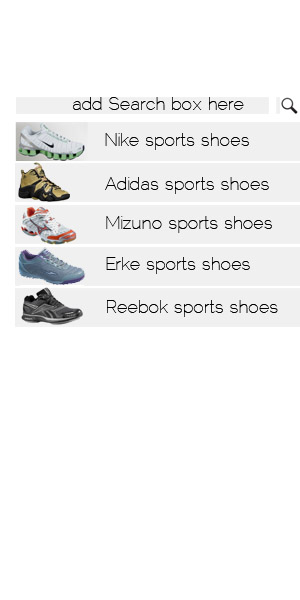 add Search box here
Nike sports shoes
Adidas sports shoes
Mizuno sports shoes
Erke sports shoes
Reebok sports shoes